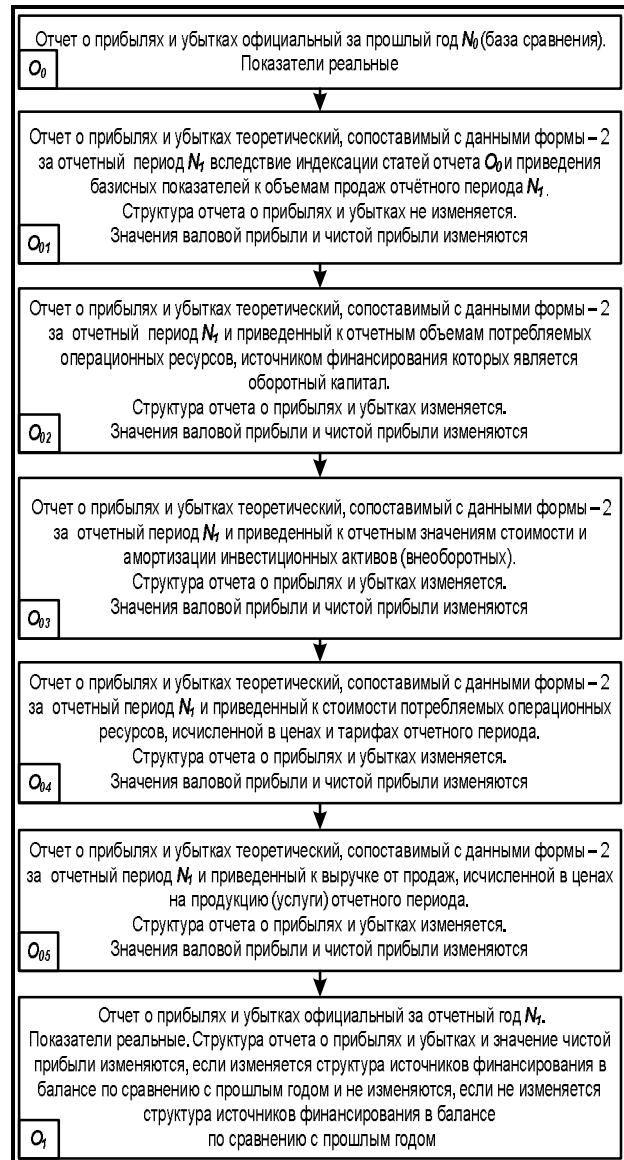 Отчет о прибылях и убытках официальный за прошлый год N0 (база сравнения).
Показатели реальные
O0
Отчет о прибылях и убытках теоретический, сопоставимый с данными формы – 2
за отчетный период N1 вследствие индексации статей отчета O0 и приведения
базисных показателей к объемам продаж отчётного периода N1.
Структура отчета о прибылях и убытках не изменяется.
Значения валовой прибыли и чистой прибыли изменяются
O01
Отчет о прибылях и убытках теоретический, сопоставимый с данными формы – 2
за отчетный период N1 и приведенный к отчетным объемам потребляемых
операционных ресурсов, источником финансирования которых является
оборотный капитал.
Структура отчета о прибылях и убытках изменяется.
Значения валовой прибыли и чистой прибыли изменяются
O02
Отчет о прибылях и убытках теоретический, сопоставимый с данными формы – 2
за отчетный период N1 и приведенный к отчетным значениям стоимости и
амортизации инвестиционных активов (внеоборотных).
Структура отчета о прибылях и убытках изменяется.
Значения валовой прибыли и чистой прибыли изменяются
O03
Отчет о прибылях и убытках теоретический, сопоставимый с данными формы – 2
за отчетный период N1 и приведенный к стоимости потребляемых операционных
ресурсов, исчисленной в ценах и тарифах отчетного периода.
Структура отчета о прибылях и убытках изменяется.
Значения валовой прибыли и чистой прибыли изменяются
O04
Отчет о прибылях и убытках теоретический, сопоставимый с данными формы – 2
за отчетный период N1 и приведенный к выручке от продаж, исчисленной в ценах
на продукцию (услуги) отчетного периода.
Структура отчета о прибылях и убытках изменяется.
Значения валовой прибыли и чистой прибыли изменяются
O05
Отчет о прибылях и убытках официальный за отчетный год N1.
Показатели реальные. Структура отчета о прибылях и убытках и значение чистой
прибыли изменяются, если изменяется структура источников финансирования в
балансе по сравнению с прошлым годом и не изменяются, если не изменяется
структура источников финансирования в балансе
по сравнению с прошлым годом
O1